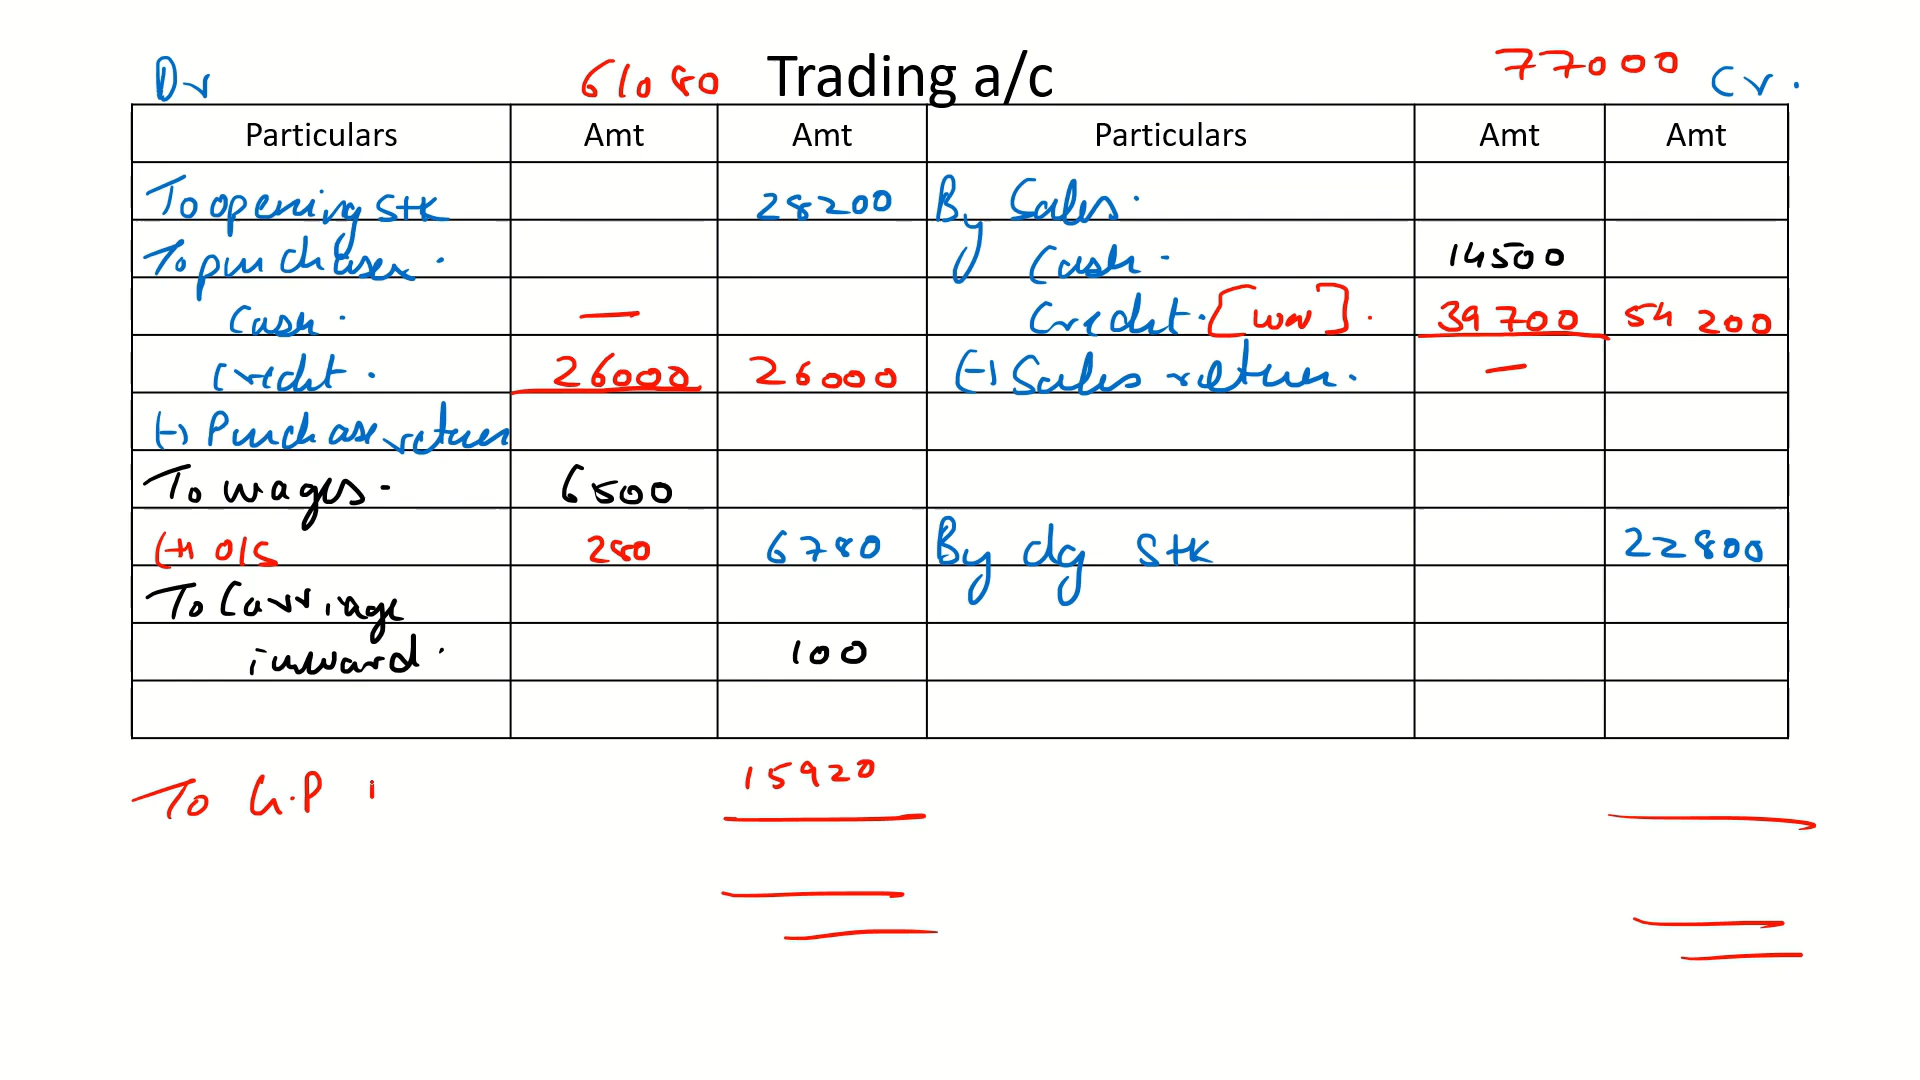 Dr 61080 Trading a/c 77000 Cr.
Particulars Amt Amt Particulars Amt Amt
To opening stk 28200 By Sales.
To purchases. Cash. 14500
Cash. — Credit. [WN]. 39700 54200
Credit. 26000 26000 (-) Sales return. —
(-) Purchase return
To wages. 6500
(+) O/S 280 6780 By clg stk 22800
To Carriage
inward. 100
To G.P 15920